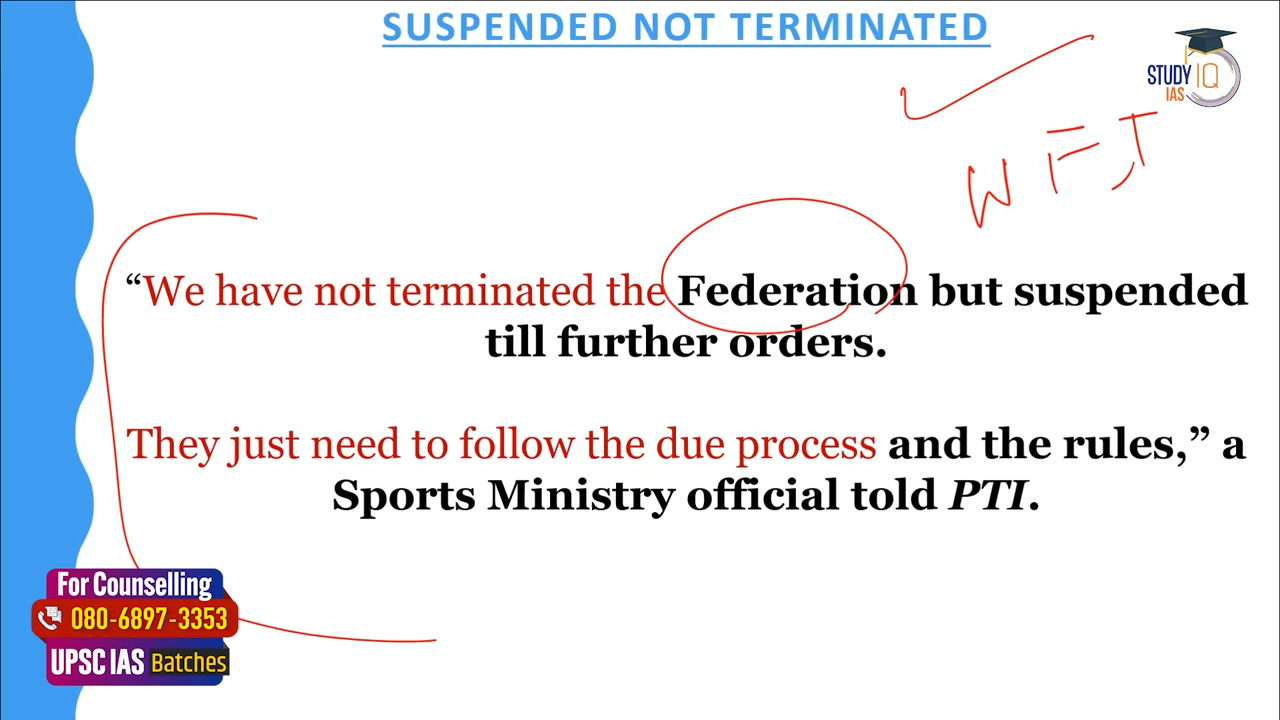 SUSPENDED NOT TERMINATED
STUDY IQ
IAS
W F I
“We have not terminated the Federation but suspended
till further orders.
They just need to follow the due process and the rules,” a
Sports Ministry official told PTI.
For Counselling
080-6897-3353
UPSC IAS Batches